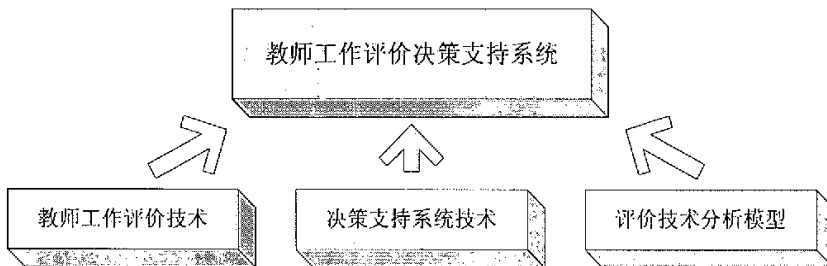 教师工作评价决策支持系统
教师工作评价技术
决策支持系统技术
评价技术分析模型